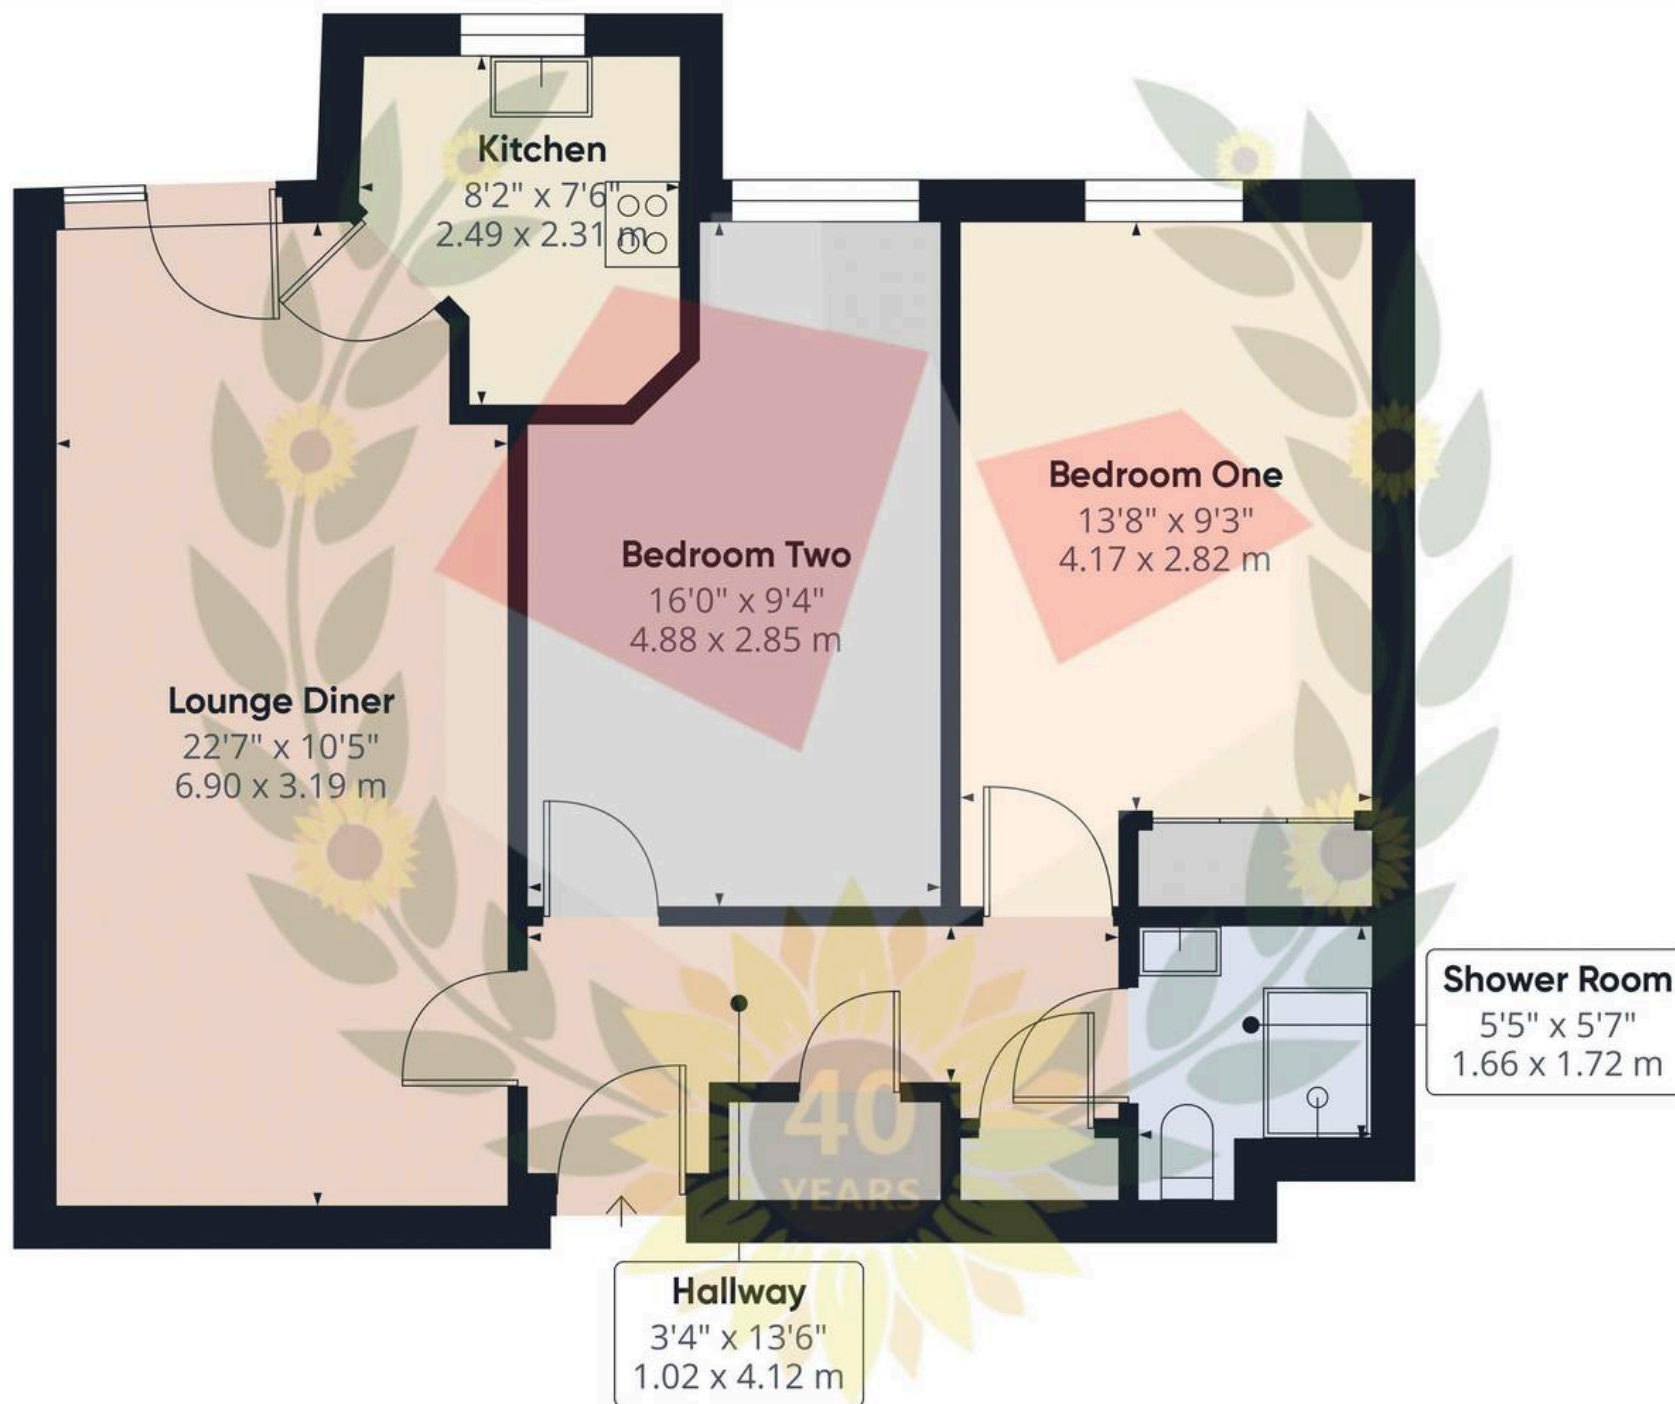 Kitchen
8'2" x 7'6"
2.49 x 2.31 m
Bedroom One
13'8" x 9'3"
4.17 x 2.82 m
Bedroom Two
16'0" x 9'4"
4.88 x 2.85 m
Lounge Diner
22'7" x 10'5"
6.90 x 3.19 m
Shower Room
5'5" x 5'7"
1.66 x 1.72 m
40
YEARS
Hallway
3'4" x 13'6"
1.02 x 4.12 m